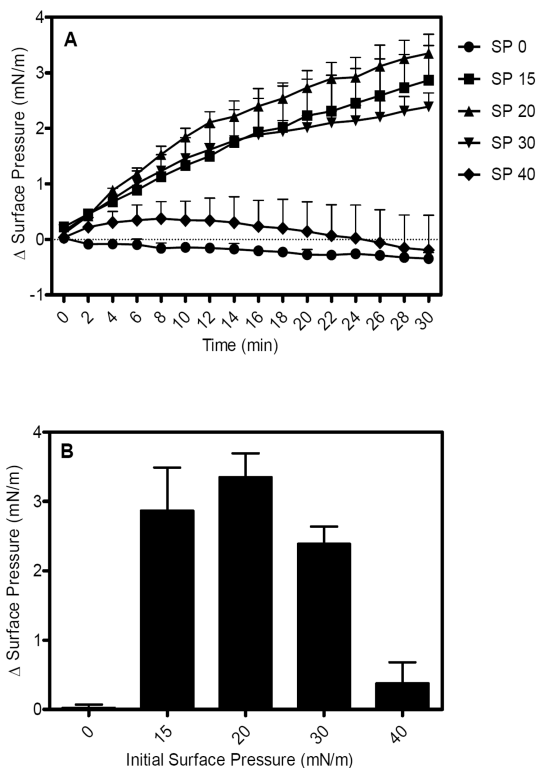 A
Δ Surface Pressure (mN/m)
4
3
2
1
0
-1
0 2 4 6 8 10 12 14 16 18 20 22 24 26 28 30
Time (min)
SP 0
SP 15
SP 20
SP 30
SP 40
B
Δ Surface Pressure (mN/m)
4
3
2
1
0
0 15 20 30 40
Initial Surface Pressure (mN/m)